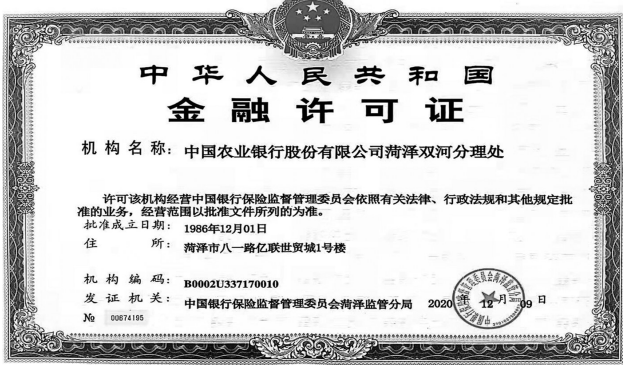 中华人民共和国
金融许可证
机构名称：中国农业银行股份有限公司菏泽双河分理处
许可该机构经营中国银行保险监督管理委员会依照有关法律、行政法规和其他规定批
准的业务，经营范围以批准文件所列的为准。
批准成立日期：1986年12月01日
住所：菏泽市八一路亿联世贸城1号楼
机构编码：B0002U337170010
发证机关：中国银行保险监督管理委员会菏泽监管分局 2020年12月09日
№ 00674195